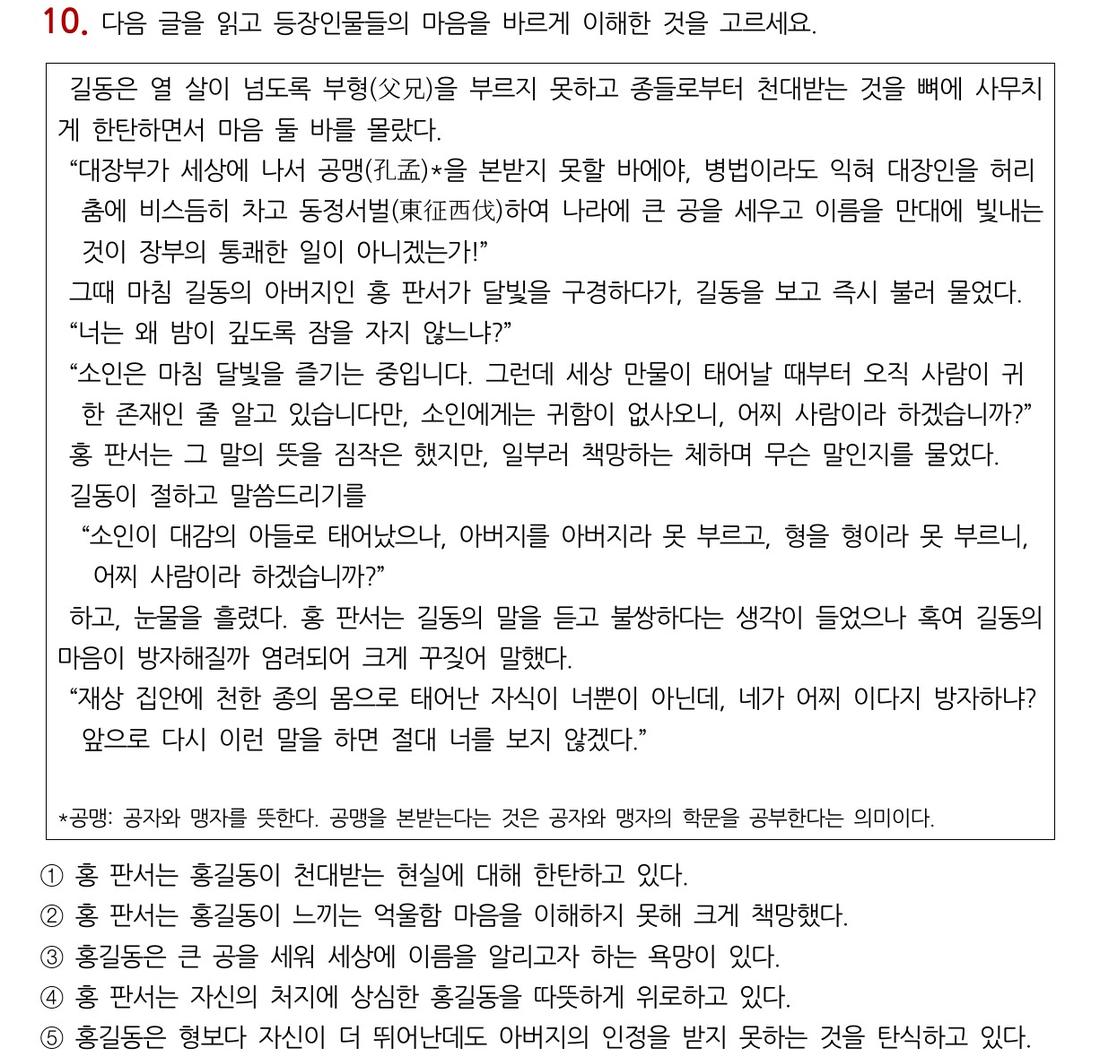 10. 다음 글을 읽고 등장인물들의 마음을 바르게 이해한 것을 고르세요.
길동은 열 살이 넘도록 부형(父兄)을 부르지 못하고 종들로부터 천대받는 것을 뼈에 사무치
게 한탄하면서 마음 둘 바를 몰랐다.
“대장부가 세상에 나서 공맹(孔孟)*을 본받지 못할 바에야, 병법이라도 익혀 대장인을 허리
춤에 비스듬히 차고 동정서벌(東征西伐)하여 나라에 큰 공을 세우고 이름을 만대에 빛내는
것이 장부의 통쾌한 일이 아니겠는가!”
그때 마침 길동의 아버지인 홍 판서가 달빛을 구경하다가, 길동을 보고 즉시 불러 물었다.
“너는 왜 밤이 깊도록 잠을 자지 않느냐?”
“소인은 마침 달빛을 즐기는 중입니다. 그런데 세상 만물이 태어날 때부터 오직 사람이 귀
한 존재인 줄 알고 있습니다만, 소인에게는 귀함이 없사오니, 어찌 사람이라 하겠습니까?”
홍 판서는 그 말의 뜻을 짐작은 했지만, 일부러 책망하는 체하며 무슨 말인지를 물었다.
길동이 절하고 말씀드리기를
“소인이 대감의 아들로 태어났으나, 아버지를 아버지라 못 부르고, 형을 형이라 못 부르니,
어찌 사람이라 하겠습니까?”
하고, 눈물을 흘렸다. 홍 판서는 길동의 말을 듣고 불쌍하다는 생각이 들었으나 혹여 길동의
마음이 방자해질까 염려되어 크게 꾸짖어 말했다.
“재상 집안에 천한 종의 몸으로 태어난 자식이 너뿐이 아닌데, 네가 어찌 이다지 방자하냐?
앞으로 다시 이런 말을 하면 절대 너를 보지 않겠다.”
*공맹: 공자와 맹자를 뜻한다. 공맹을 본받는다는 것은 공자와 맹자의 학문을 공부한다는 의미이다.
① 홍 판서는 홍길동이 천대받는 현실에 대해 한탄하고 있다.
② 홍 판서는 홍길동이 느끼는 억울함 마음을 이해하지 못해 크게 책망했다.
③ 홍길동은 큰 공을 세워 세상에 이름을 알리고자 하는 욕망이 있다.
④ 홍 판서는 자신의 처지에 상심한 홍길동을 따뜻하게 위로하고 있다.
⑤ 홍길동은 형보다 자신이 더 뛰어난데도 아버지의 인정을 받지 못하는 것을 탄식하고 있다.